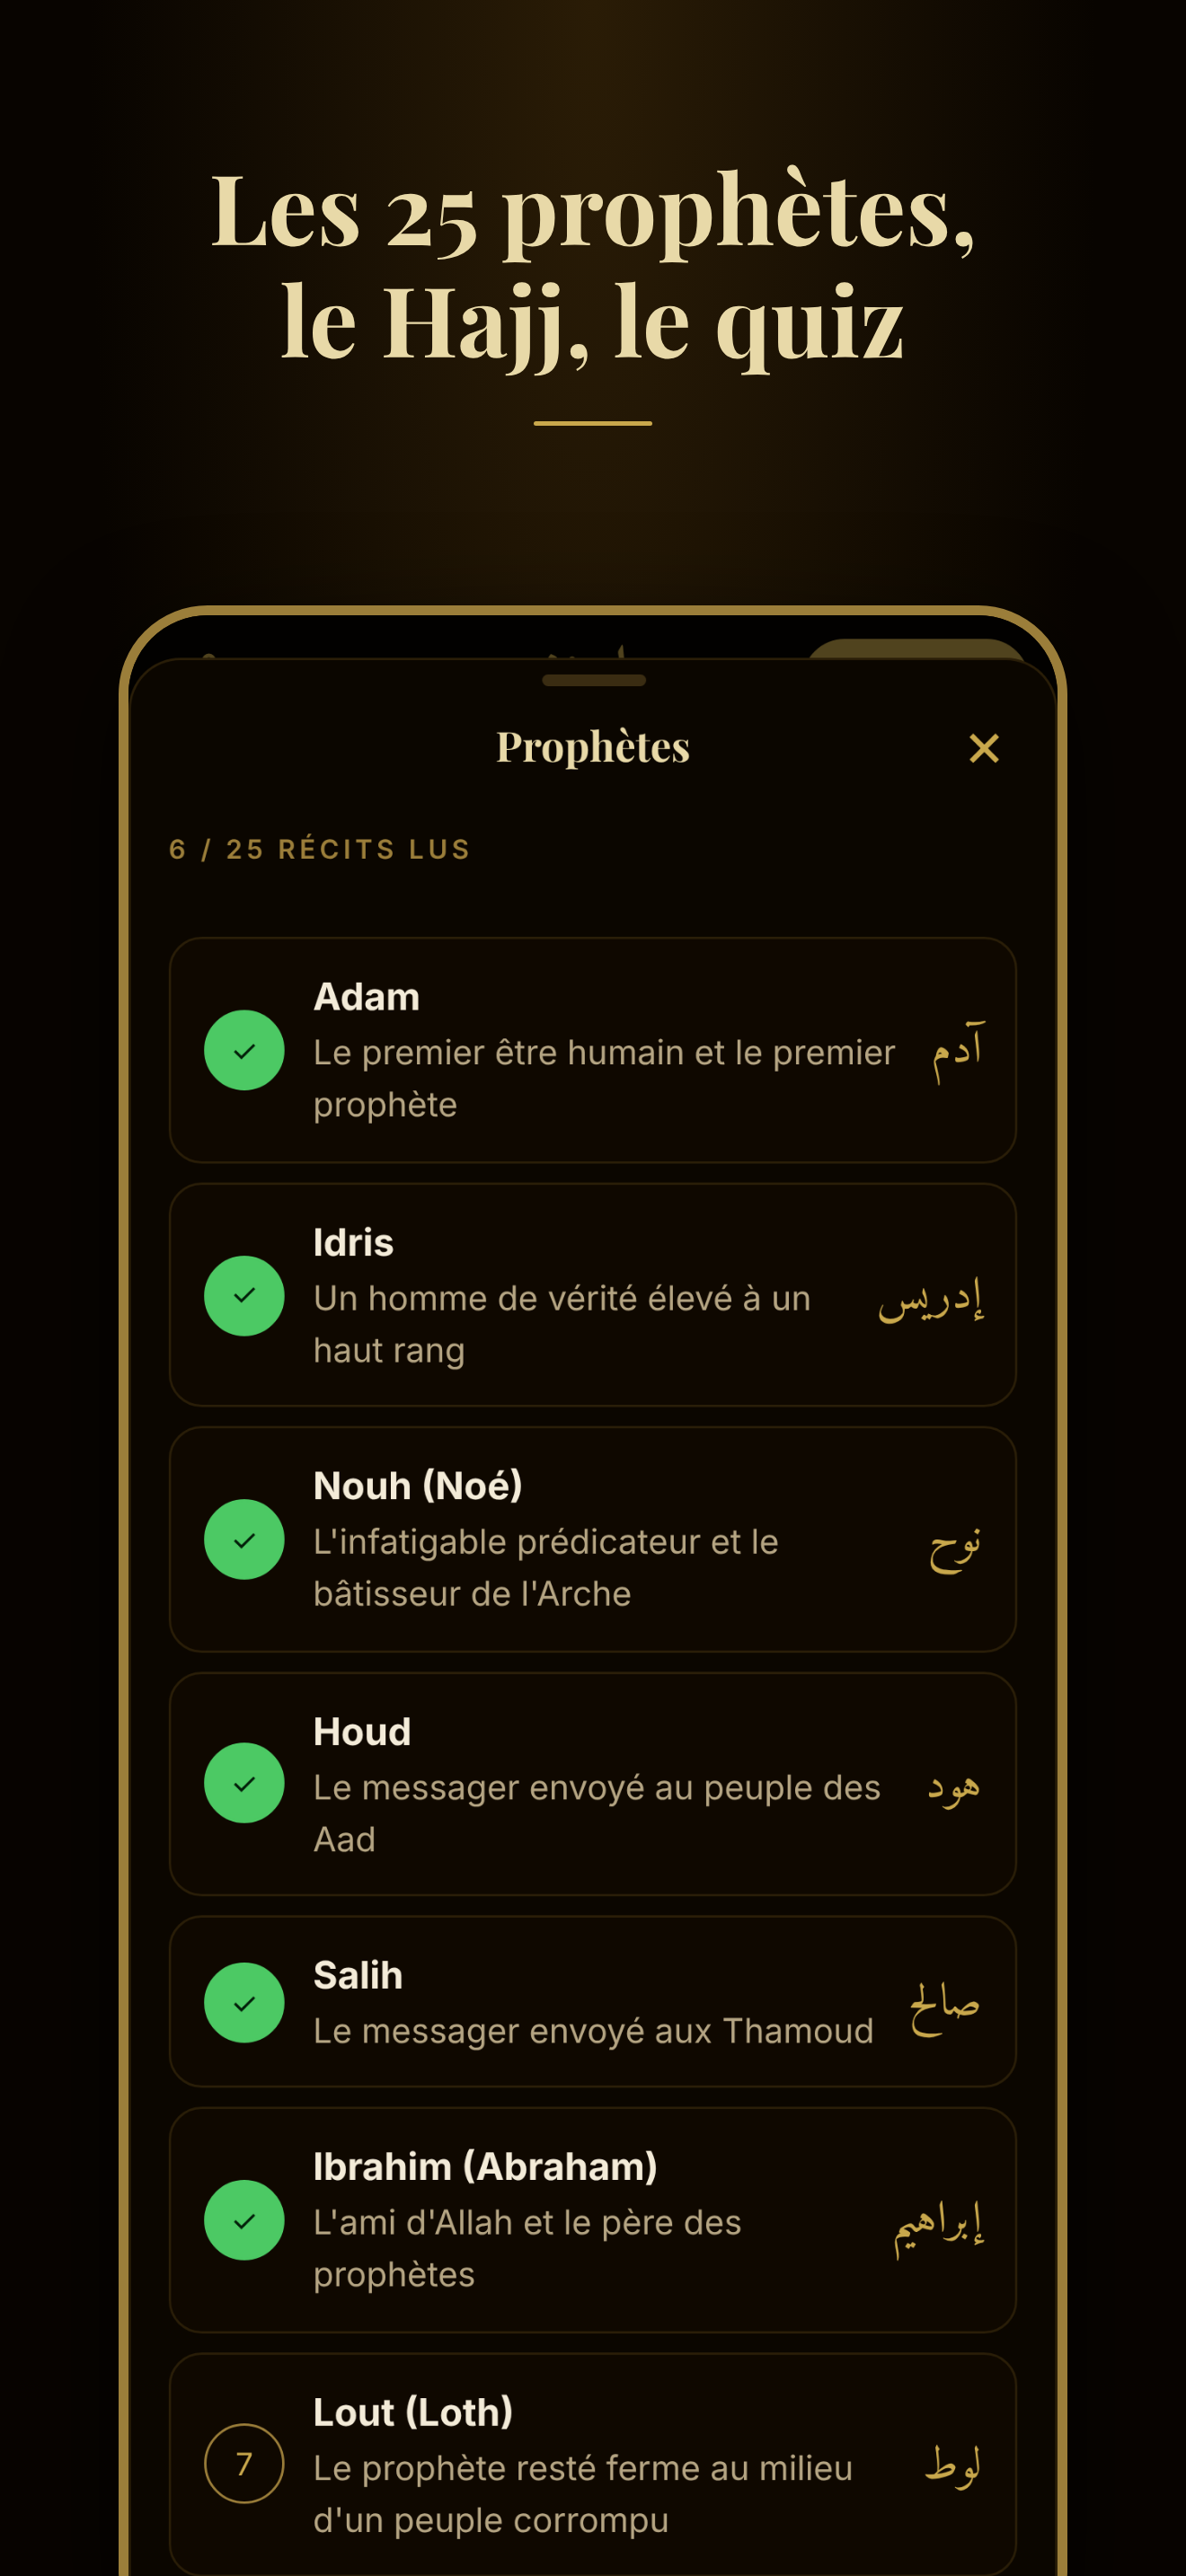 Les 25 prophètes,
le Hajj, le quiz
Prophètes
6 / 25 RÉCITS LUS
Adam
Le premier être humain et le premier
prophète
آدم
Idris
Un homme de vérité élevé à un
haut rang
إدريس
Nouh (Noé)
L'infatigable prédicateur et le
bâtisseur de l'Arche
نوح
Houd
Le messager envoyé au peuple des
Aad
هود
Salih
Le messager envoyé aux Thamoud
صالح
Ibrahim (Abraham)
L'ami d'Allah et le père des
prophètes
إبراهيم
7
Lout (Loth)
Le prophète resté ferme au milieu
d'un peuple corrompu
لوط